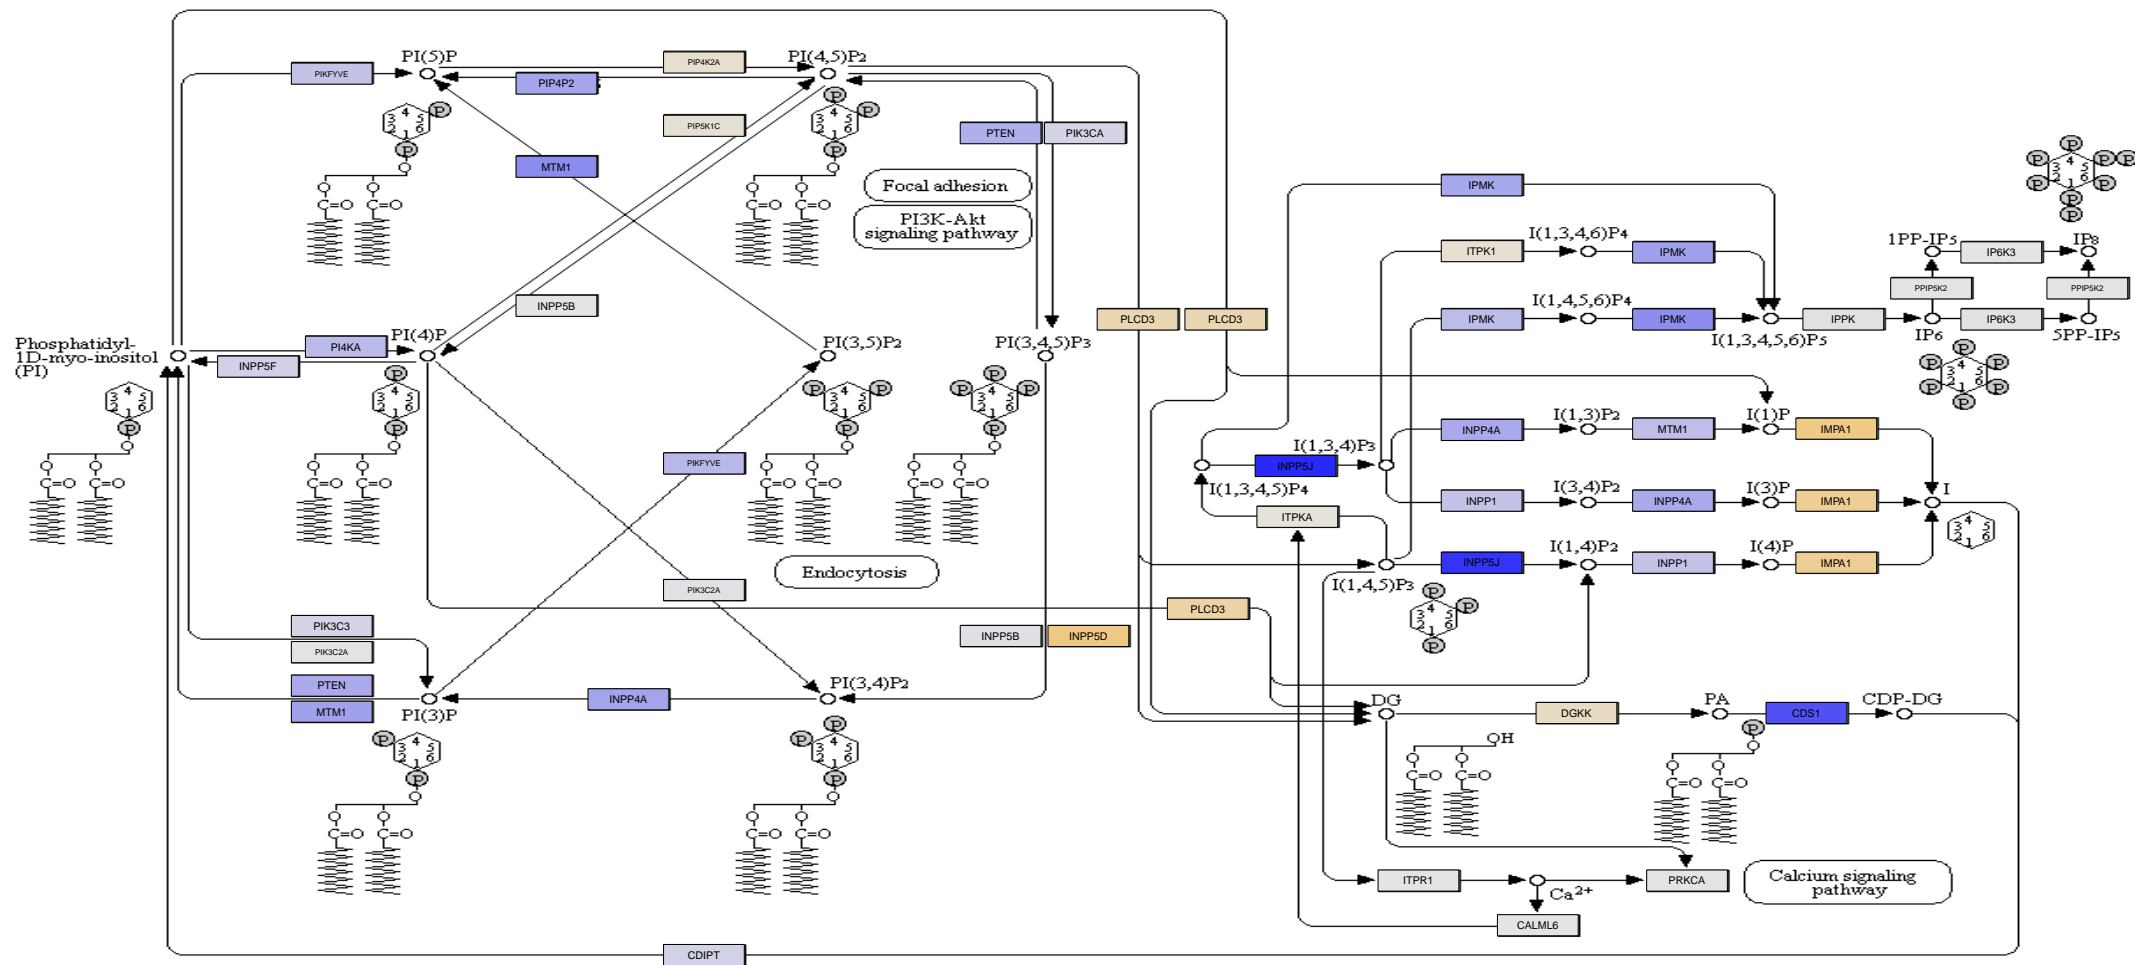 PI(5)P
PIP4K2A
PI(4,5)P2
PIKFYVE
PIP4P2
PIP5K1C
PTEN
PIK3CA
MTM1
Focal adhesion
PI3K-Akt
signaling pathway
IPMK
ITPK1
I(1,3,4,6)P4
IPMK
1PP-IP5
IP6K3
IP8
PPIP5K2
PPIP5K2
INPP5B
PLCD3
PLCD3
IPMK
I(1,4,5,6)P4
IPMK
I(1,3,4,5,6)P5
IPPK
IP6
IP6K3
5PP-IP5
Phosphatidyl-
1D-myo-inositol
(PI)
PI4KA
INPP5F
PI(4)P
PI(3,5)P2
PI(3,4,5)P3
INPP4A
I(1,3)P2
MTM1
I(1)P
IMPA1
PIKFYVE
I(1,3,4)P3
INPP5J
I(1,3,4,5)P4
INPP1
I(3,4)P2
INPP4A
I(3)P
IMPA1
I
ITPKA
I(1,4,5)P3
INPP5J
I(1,4)P2
INPP1
I(4)P
IMPA1
Endocytosis
PIK3C2A
PLCD3
PIK3C3
PIK3C2A
INPP5B
INPP5D
PTEN
MTM1
PI(3)P
INPP4A
PI(3,4)P2
DG
DGKK
PA
CDS1
CDP-DG
OH
ITPR1
Ca2+
PRKCA
Calcium signaling
pathway
CALML6
CDIPT